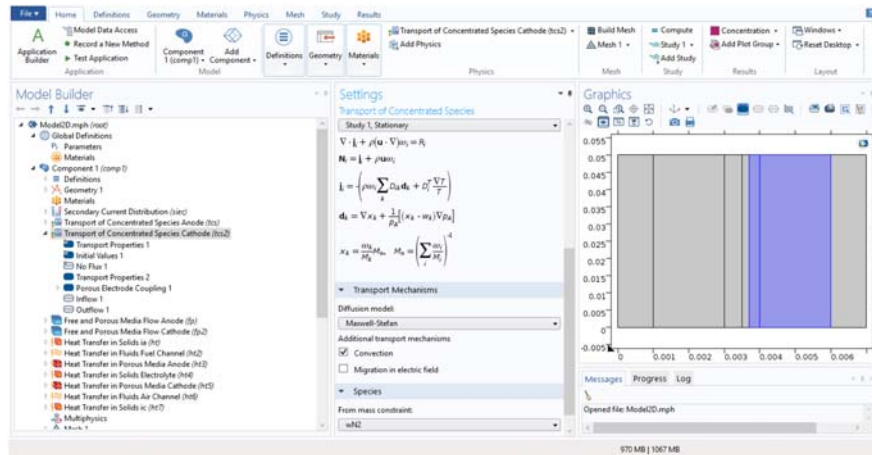 File
Home
Definitions
Geometry
Materials
Physics
Mesh
Study
Results
Application Builder
Model Data Access
Record a New Method
Test Application
Application
Component 1 (comp1)
Add Component
Model
Definitions
Geometry
Materials
Transport of Concentrated Species Cathode (tcs2)
Add Physics
Physics
Build Mesh
Mesh 1
Mesh
Compute
Study 1
Add Study
Study
Concentration
Add Plot Group
Results
Windows
Reset Desktop
Layout
Model Builder
Model2D.mph (root)
Global Definitions
Parameters
Materials
Component 1 (comp1)
Definitions
Geometry 1
Materials
Secondary Current Distribution (siec)
Transport of Concentrated Species Anode (tcs)
Transport of Concentrated Species Cathode (tcs2)
Transport Properties 1
Initial Values 1
No Flux 1
Transport Properties 2
Porous Electrode Coupling 1
Inflow 1
Outflow 1
Free and Porous Media Flow Anode (fp)
Free and Porous Media Flow Cathode (fp2)
Heat Transfer in Solids ia (ht)
Heat Transfer in Fluids Fuel Channel (ht2)
Heat Transfer in Porous Media Anode (ht3)
Heat Transfer in Solids Electrolyte (ht4)
Heat Transfer in Porous Media Cathode (ht5)
Heat Transfer in Fluids Air Channel (ht6)
Heat Transfer in Solids ic (ht7)
Multiphysics
Mesh 1
Settings
Transport of Concentrated Species
Study 1, Stationary
∇ · j_i + ρ(u · ∇)ω_i = R_i
N_i = j_i + ρuω_i
Transport Mechanisms
Diffusion model:
Maxwell-Stefan
Additional transport mechanisms
Convection
Migration in electric field
Species
From mass constraint:
wN2
Graphics
0.055
0.05
0.045
0.04
0.035
0.03
0.025
0.02
0.015
0.01
0.005
0
-0.005
0 0.001 0.002 0.003 0.004 0.005 0.006
Messages Progress Log
Opened file: Model2D.mph
970 MB | 1067 MB